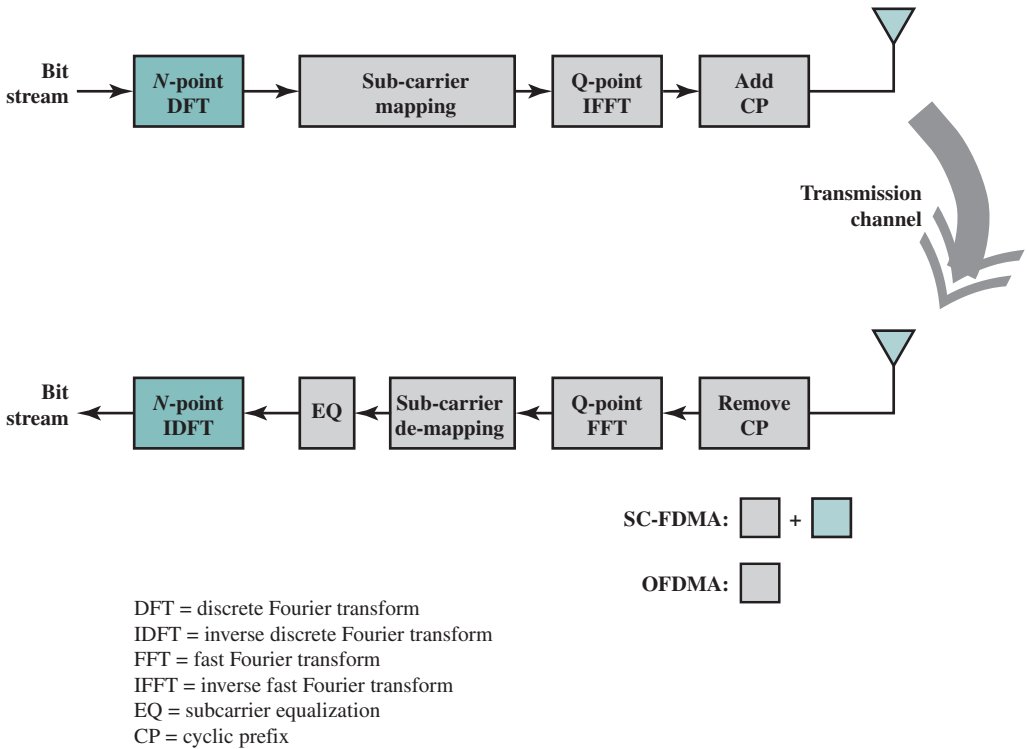 Bit
stream
N-point
DFT
Sub-carrier
mapping
Q-point
IFFT
Add
CP
Transmission
channel
Bit
stream
N-point
IDFT
EQ
Sub-carrier
de-mapping
Q-point
FFT
Remove
CP
SC-FDMA: +
OFDMA:
DFT = discrete Fourier transform
IDFT = inverse discrete Fourier transform
FFT = fast Fourier transform
IFFT = inverse fast Fourier transform
EQ = subcarrier equalization
CP = cyclic prefix